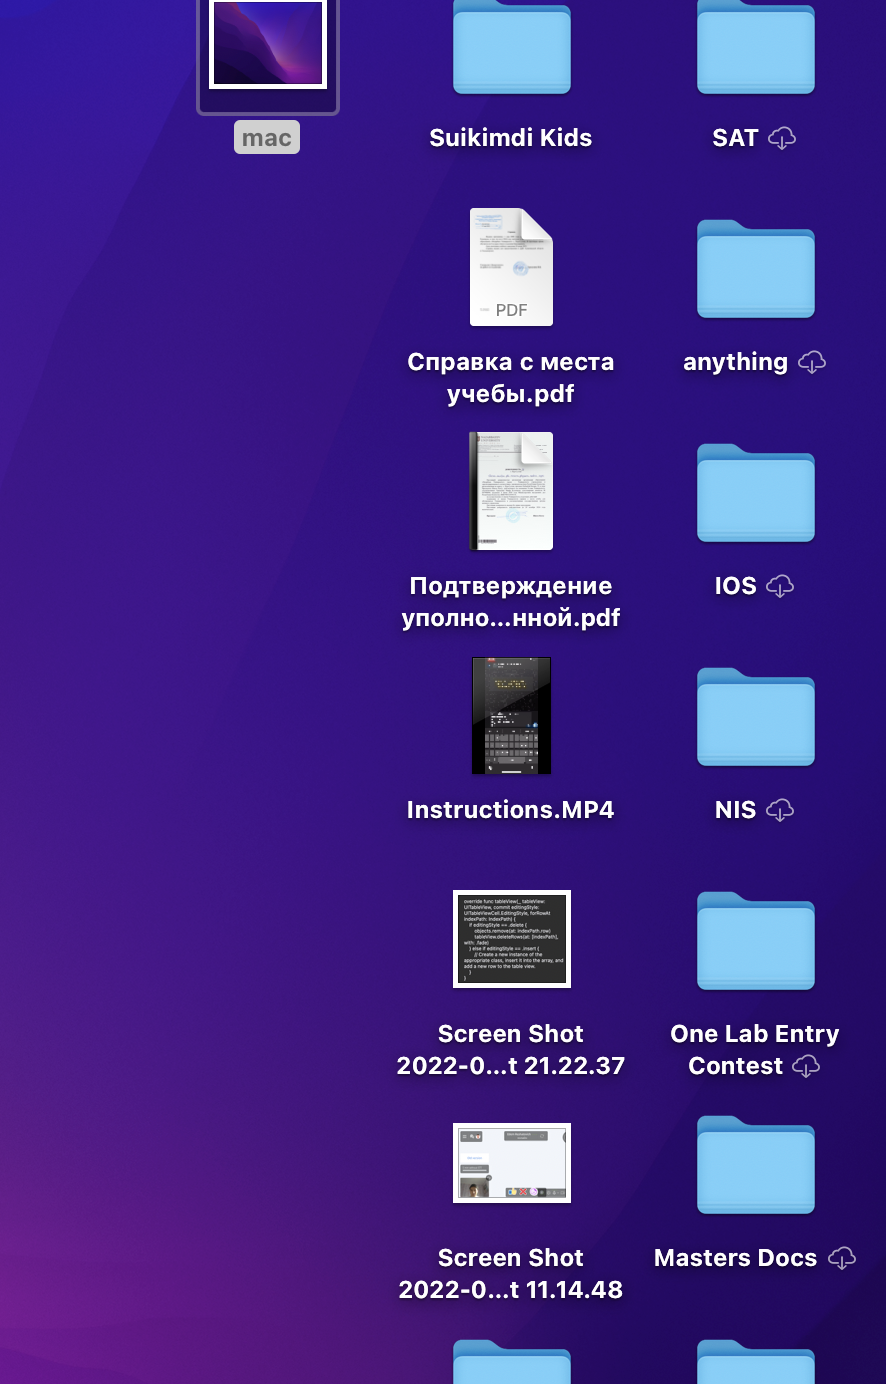 mac
Suikimdi Kids
SAT
PDF
Справка с места
учебы.pdf
anything
Подтверждение
уполно...нной.pdf
IOS
Instructions.MP4
NIS
override func tableView(_ tableView:
UITableView, commit editingStyle:
UITableViewCell.EditingStyle, forRowAt
indexPath: IndexPath) {
if editingStyle == .delete {
objects.remove(at: indexPath.row)
tableView.deleteRows(at: [indexPath],
with: .fade)
} else if editingStyle == .insert {
// Create a new instance of the
appropriate class, insert it into the array, and
add a new row to the table view.
}
}
Screen Shot
2022-0...t 21.22.37
One Lab Entry
Contest
Screen Shot
2022-0...t 11.14.48
Masters Docs